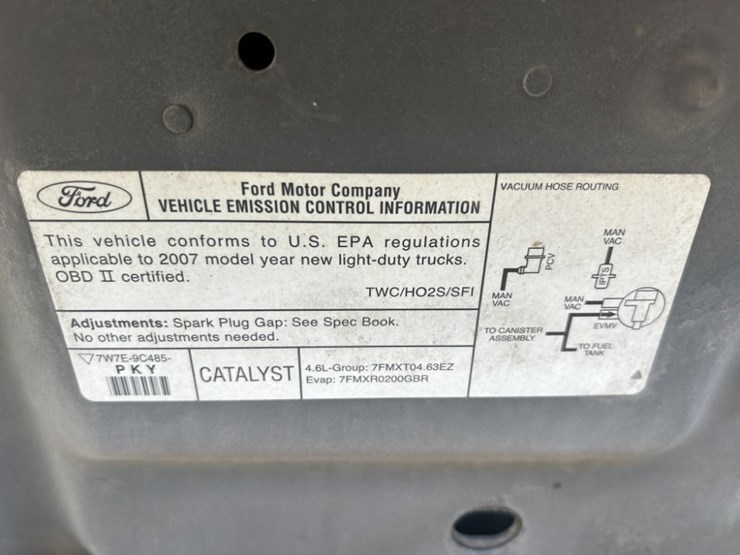 Ford
Ford Motor Company
VEHICLE EMISSION CONTROL INFORMATION
This vehicle conforms to U.S. EPA regulations
applicable to 2007 model year new light-duty trucks.
OBD II certified.
TWC/HO2S/SFI
Adjustments: Spark Plug Gap: See Spec Book.
No other adjustments needed.
7W7E-9C485-
PKY
CATALYST
4.6L-Group: 7FMXT04.63EZ
Evap: 7FMXR0200GBR
VACUUM HOSE ROUTING
MAN
VAC
PCV
MAN
VAC
IPTS
MAN
VAC
EVMV
TO CANISTER
ASSEMBLY
TO FUEL
TANK